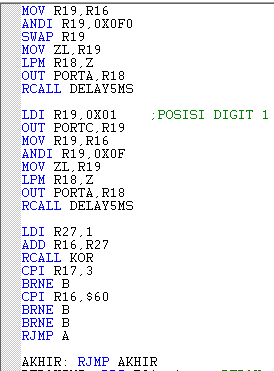 MOV R19,R16
ANDI R19,0X0F0
SWAP R19
MOV ZL,R19
LPM R18,Z
OUT PORTA,R18
RCALL DELAY5MS
LDI R19,0X01 ;POSISI DIGIT 1
OUT PORTC,R19
MOV R19,R16
ANDI R19,0X0F
MOV ZL,R19
LPM R18,Z
OUT PORTA,R18
RCALL DELAY5MS
LDI R27,1
ADD R16,R27
RCALL KOR
CPI R17,3
BRNE B
CPI R16,$60
BRNE B
BRNE B
RJMP A
AKHIR: RJMP AKHIR